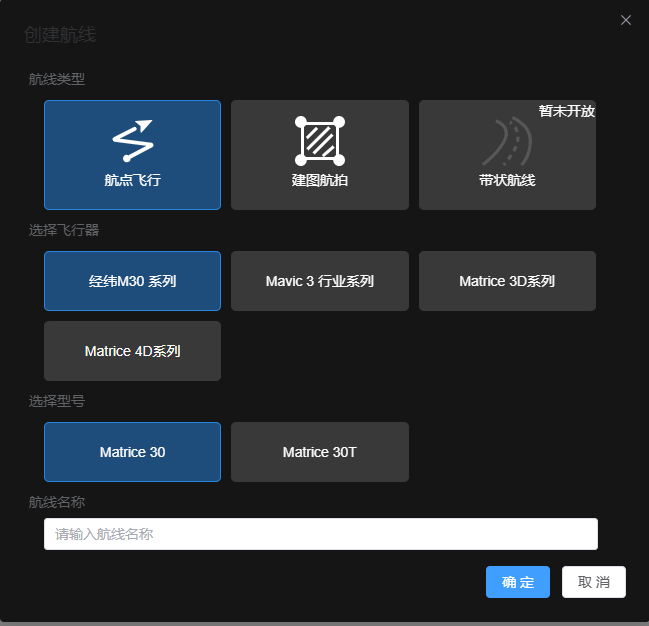 创建航线
航线类型
暂未开放
航点飞行
建图航拍
带状航线
选择飞行器
经纬M30 系列
Mavic 3 行业系列
Matrice 3D系列
Matrice 4D系列
选择型号
Matrice 30
Matrice 30T
航线名称
请输入航线名称
确 定
取 消